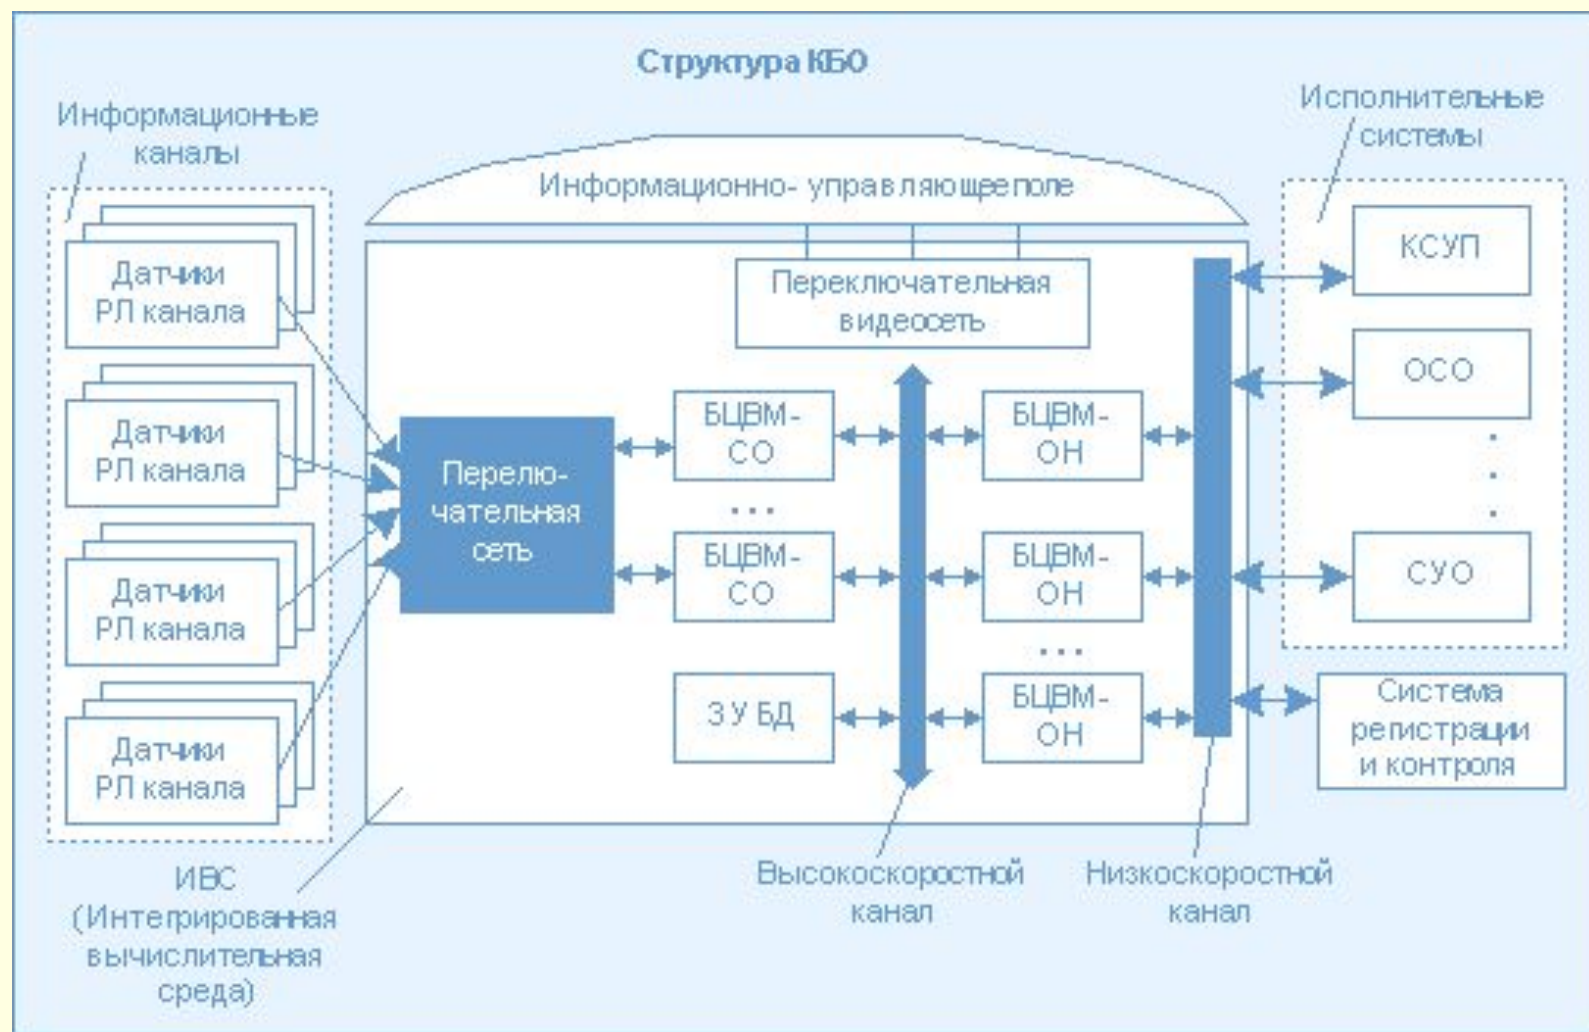 Структура КБО
Информационные
каналы
Исполнительные
системы
Информационно- управляющее поле
Датчики
РЛ канала
Датчики
РЛ канала
Датчики
РЛ канала
Датчики
РЛ канала
Переключательная
видеосеть
Перелю-
чательная
сеть
БЦВМ-
СО
...
БЦВМ-
СО
ЗУ БД
БЦВМ-
ОН
БЦВМ-
ОН
...
БЦВМ-
ОН
КСУП
ОСО
СУО
Система
регистрации
и контроля
ИВС
(Интегрированная
вычислительная
среда)
Высокоскоростной
канал
Низкоскоростной
канал